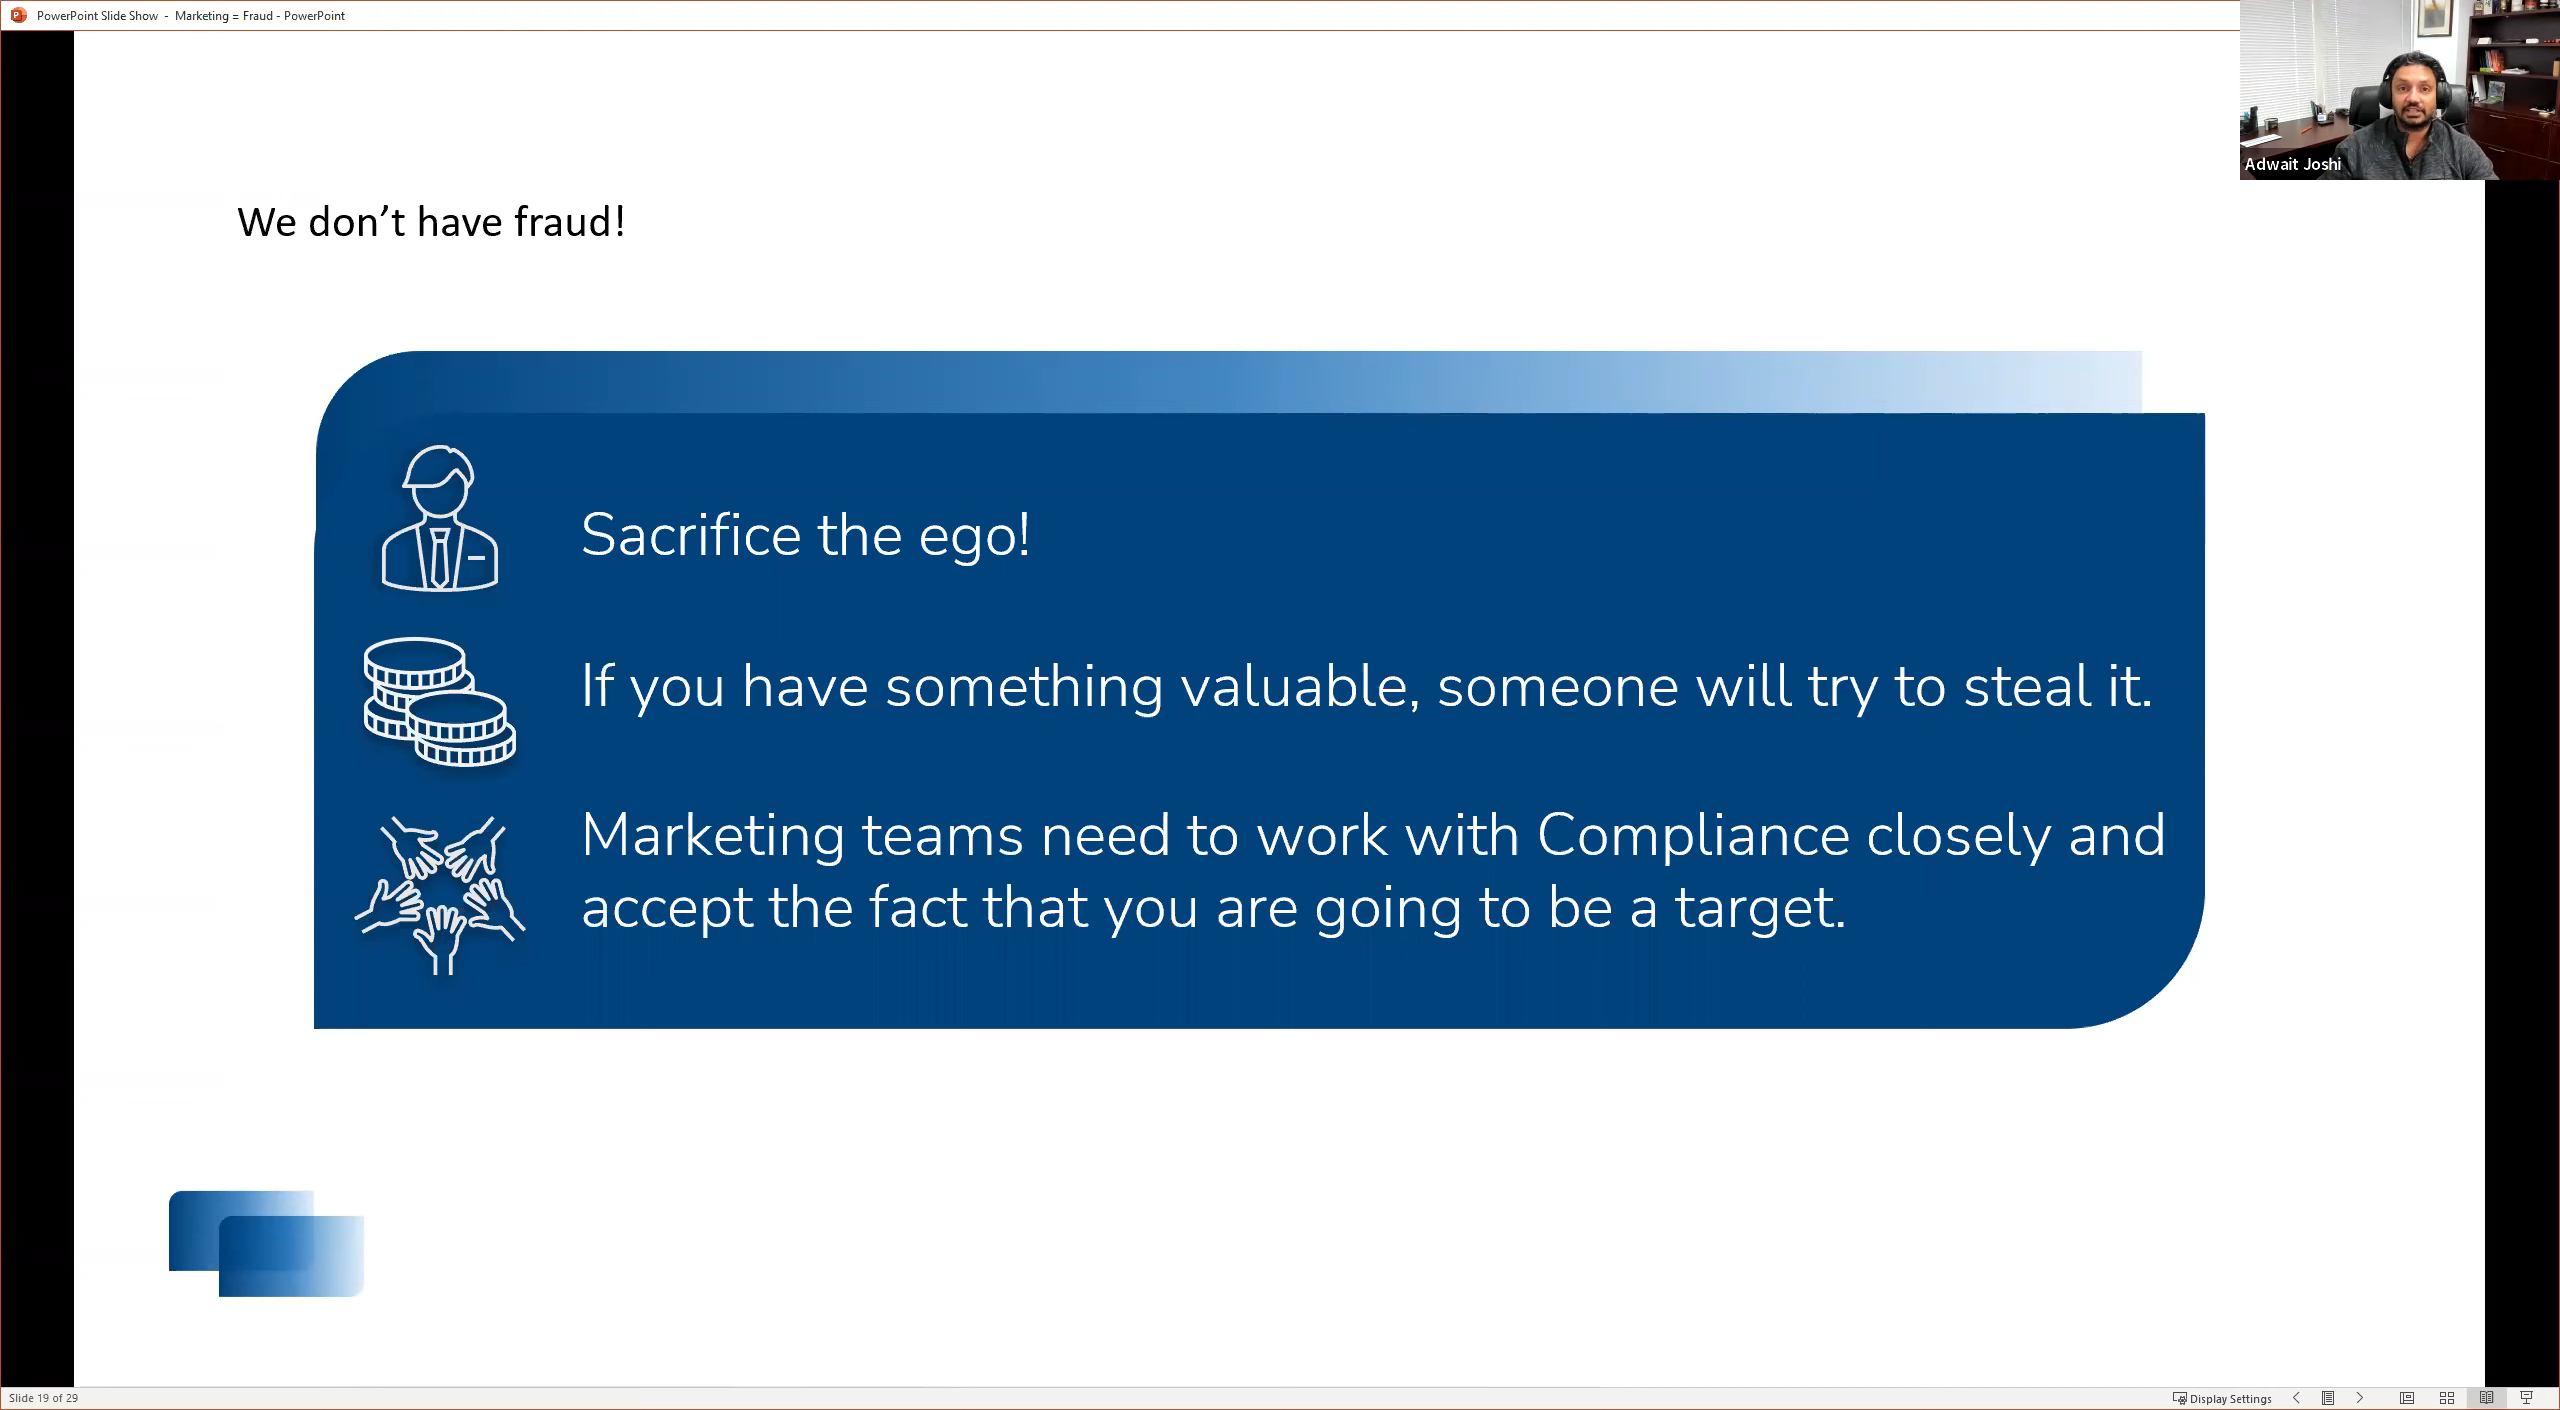 PowerPoint Slide Show - Marketing = Fraud - PowerPoint
Adwait Joshi
We don’t have fraud!
Sacrifice the ego!
If you have something valuable, someone will try to steal it.
Marketing teams need to work with Compliance closely and
accept the fact that you are going to be a target.
Slide 19 of 29
Display Settings